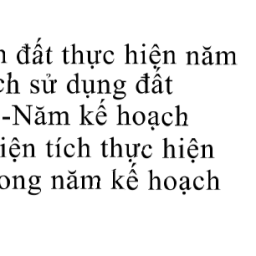 đất thực hiện năm
ch sử dụng đất
-Năm kế hoạch
iện tích thực hiện
ong năm kế hoạch